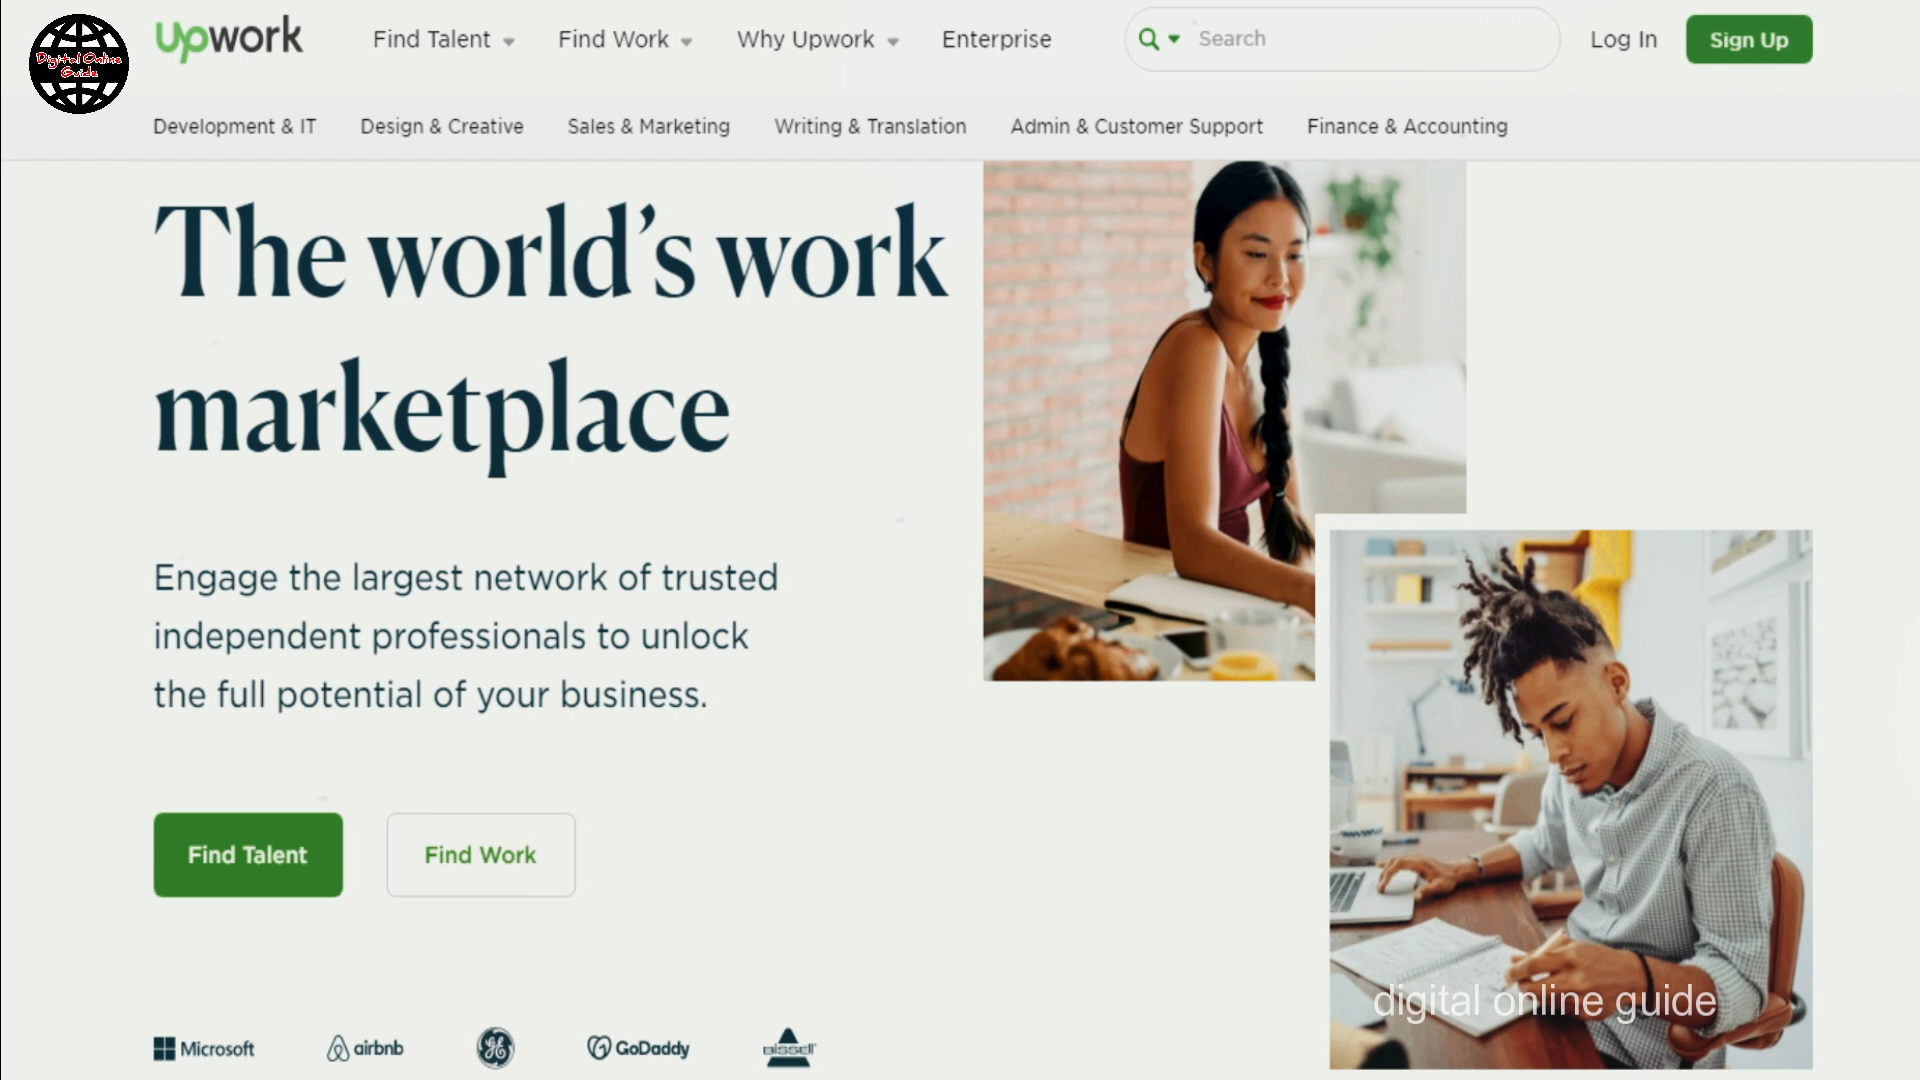 Digital Online
Guide
Upwork
Find Talent
Find Work
Why Upwork
Enterprise
Search
Log In
Sign Up
Development & IT
Design & Creative
Sales & Marketing
Writing & Translation
Admin & Customer Support
Finance & Accounting
The world’s work
marketplace
Engage the largest network of trusted
independent professionals to unlock
the full potential of your business.
Find Talent
Find Work
Microsoft
airbnb
GE
GoDaddy
BISSELL
digital online guide